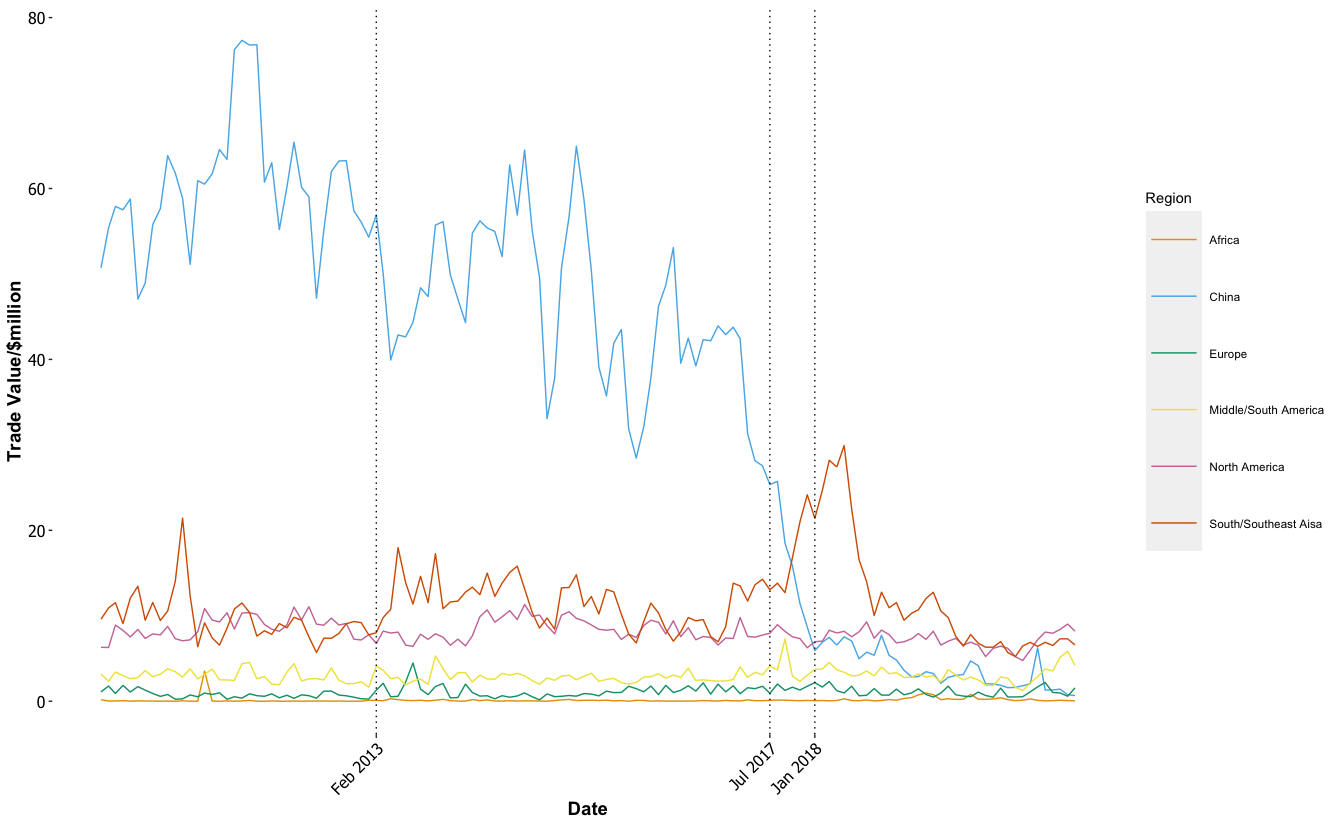 80
60
40
20
0
Trade Value/$million
Feb 2013
Jul 2017
Jan 2018
Date
Region
Africa
China
Europe
Middle/South America
North America
South/Southeast Aisa